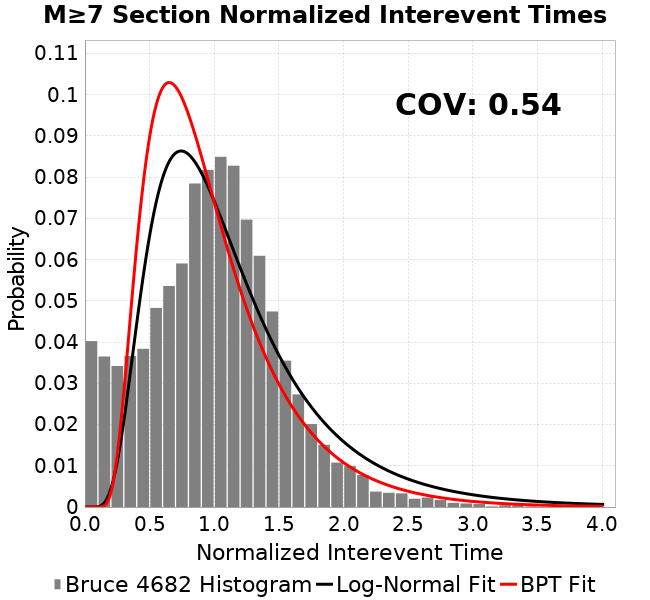 M≥7 Section Normalized Interevent Times
COV: 0.54
Probability
0.11
0.1
0.09
0.08
0.07
0.06
0.05
0.04
0.03
0.02
0.01
0
0.0 0.5 1.0 1.5 2.0 2.5 3.0 3.5 4.0
Normalized Interevent Time
Bruce 4682 Histogram Log-Normal Fit BPT Fit